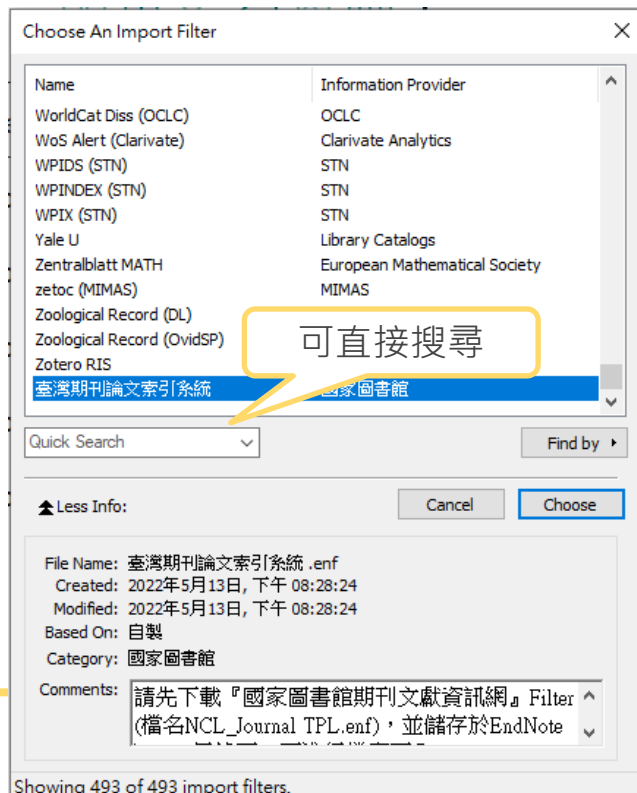 Choose An Import Filter
Name Information Provider
WorldCat Diss (OCLC) OCLC
WoS Alert (Clarivate) Clarivate Analytics
WPIDS (STN) STN
WPINDEX (STN) STN
WPIX (STN) STN
Yale U Library Catalogs
Zentralblatt MATH European Mathematical Society
zetoc (MIMAS) MIMAS
Zoological Record (DL)
Zoological Record (OvidSP)
可直接搜尋
Zotero RIS
臺灣期刊論文索引系統 國家圖書館
Quick Search Find by
Less Info: Cancel Choose
File Name: 臺灣期刊論文索引系統 .enf
Created: 2022年5月13日, 下午 08:28:24
Modified: 2022年5月13日, 下午 08:28:24
Based On: 自製
Category: 國家圖書館
Comments: 請先下載『國家圖書館期刊文獻資訊網』Filter
(檔名NCL_Journal TPL.enf)，並儲存於EndNote
Showing 493 of 493 import filters.